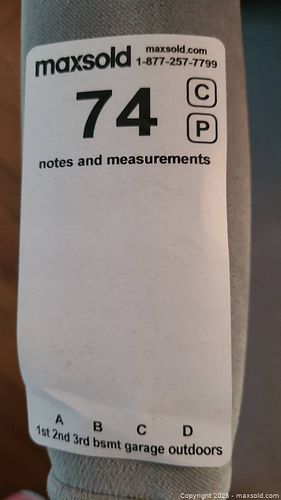 maxsold maxsold.com
1-877-257-7799
74 C
P
notes and measurements
A B C D
1st 2nd 3rd bsmt garage outdoors
Copyright 2025 - maxsold.com